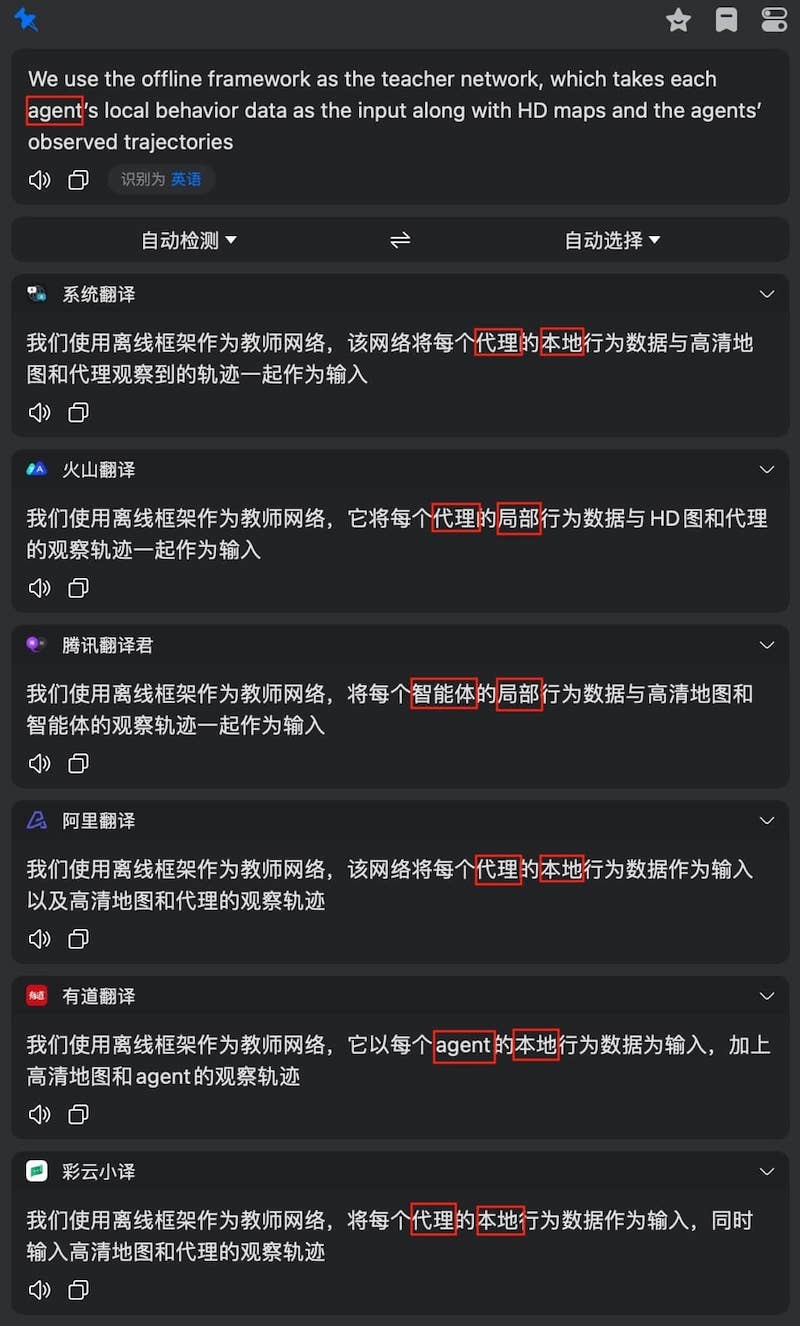 We use the offline framework as the teacher network, which takes each
agent’s local behavior data as the input along with HD maps and the agents’
observed trajectories
识别为 英语
自动检测 自动选择
系统翻译
我们使用离线框架作为教师网络，该网络将每个代理的本地行为数据与高清地
图和代理观察到的轨迹一起作为输入
火山翻译
我们使用离线框架作为教师网络，它将每个代理的局部行为数据与HD图和代理
的观察轨迹一起作为输入
腾讯翻译君
我们使用离线框架作为教师网络，将每个智能体的局部行为数据与高清地图和
智能体的观察轨迹一起作为输入
阿里翻译
我们使用离线框架作为教师网络，该网络将每个代理的本地行为数据作为输入
以及高清地图和代理的观察轨迹
有道
有道翻译
我们使用离线框架作为教师网络，它以每个agent的本地行为数据为输入，加上
高清地图和agent的观察轨迹
彩云小译
我们使用离线框架作为教师网络，将每个代理的本地行为数据作为输入，同时
输入高清地图和代理的观察轨迹